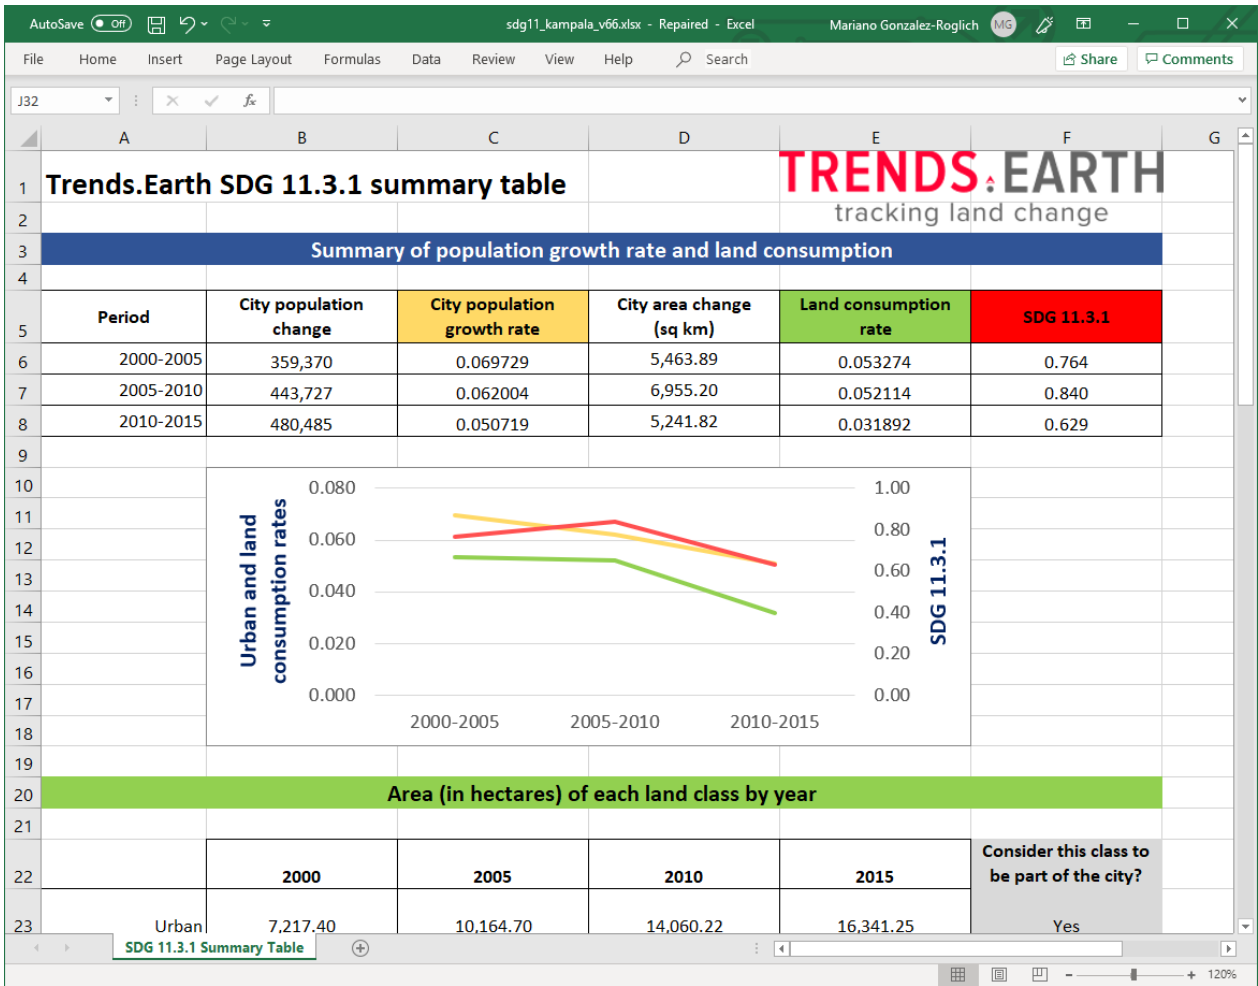 AutoSave Off sdg11_kampala_v66.xlsx - Repaired - Excel Mariano Gonzalez-Roglich MG
File Home Insert Page Layout Formulas Data Review View Help Search Share Comments
J32 fx
A B C D E F G
1 Trends.Earth SDG 11.3.1 summary table TRENDS.EARTH
2 tracking land change
3 Summary of population growth rate and land consumption
4
5 Period City population change City population growth rate City area change (sq km) Land consumption rate SDG 11.3.1
6 2000-2005 359,370 0.069729 5,463.89 0.053274 0.764
7 2005-2010 443,727 0.062004 6,955.20 0.052114 0.840
8 2010-2015 480,485 0.050719 5,241.82 0.031892 0.629
9
10
11
12
13
14
15
16
17
18
Urban and land consumption rates
0.080
0.060
0.040
0.020
0.000
1.00
0.80
0.60
0.40
0.20
0.00
SDG 11.3.1
2000-2005 2005-2010 2010-2015
19
20 Area (in hectares) of each land class by year
21
22 2000 2005 2010 2015 Consider this class to be part of the city?
23 Urban 7,217.40 10,164.70 14,060.22 16,341.25 Yes
SDG 11.3.1 Summary Table
120%